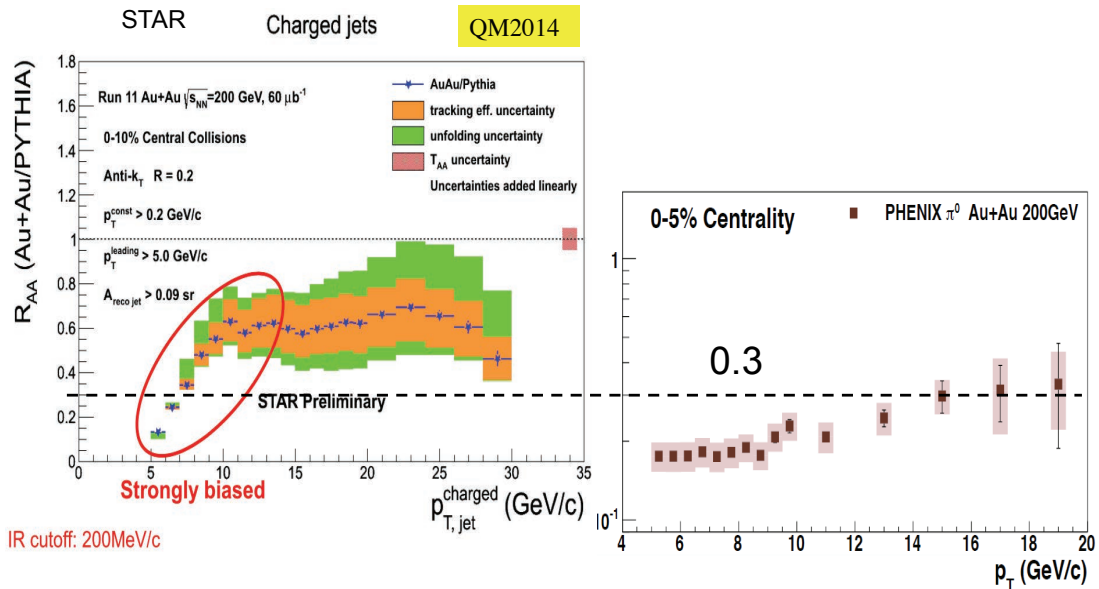 STAR
Charged jets
QM2014
R_AA (Au+Au/PYTHIA)
1.8
1.6
1.4
1.2
1
0.8
0.6
0.4
0.2
0
Run 11 Au+Au √s_NN=200 GeV, 60 μb⁻¹
0-10% Central Collisions
Anti-k_T R = 0.2
p_T^const > 0.2 GeV/c
p_T^leading > 5.0 GeV/c
A_reco jet > 0.09 sr
AuAu/Pythia
tracking eff. uncertainty
unfolding uncertainty
T_AA uncertainty
Uncertainties added linearly
STAR Preliminary
0 5 10 15 20 25 30 35
Strongly biased
p_T, jet^charged (GeV/c)
IR cutoff: 200MeV/c
0-5% Centrality
PHENIX π⁰ Au+Au 200GeV
1
0.3
10⁻¹
4 6 8 10 12 14 16 18 20
p_T (GeV/c)